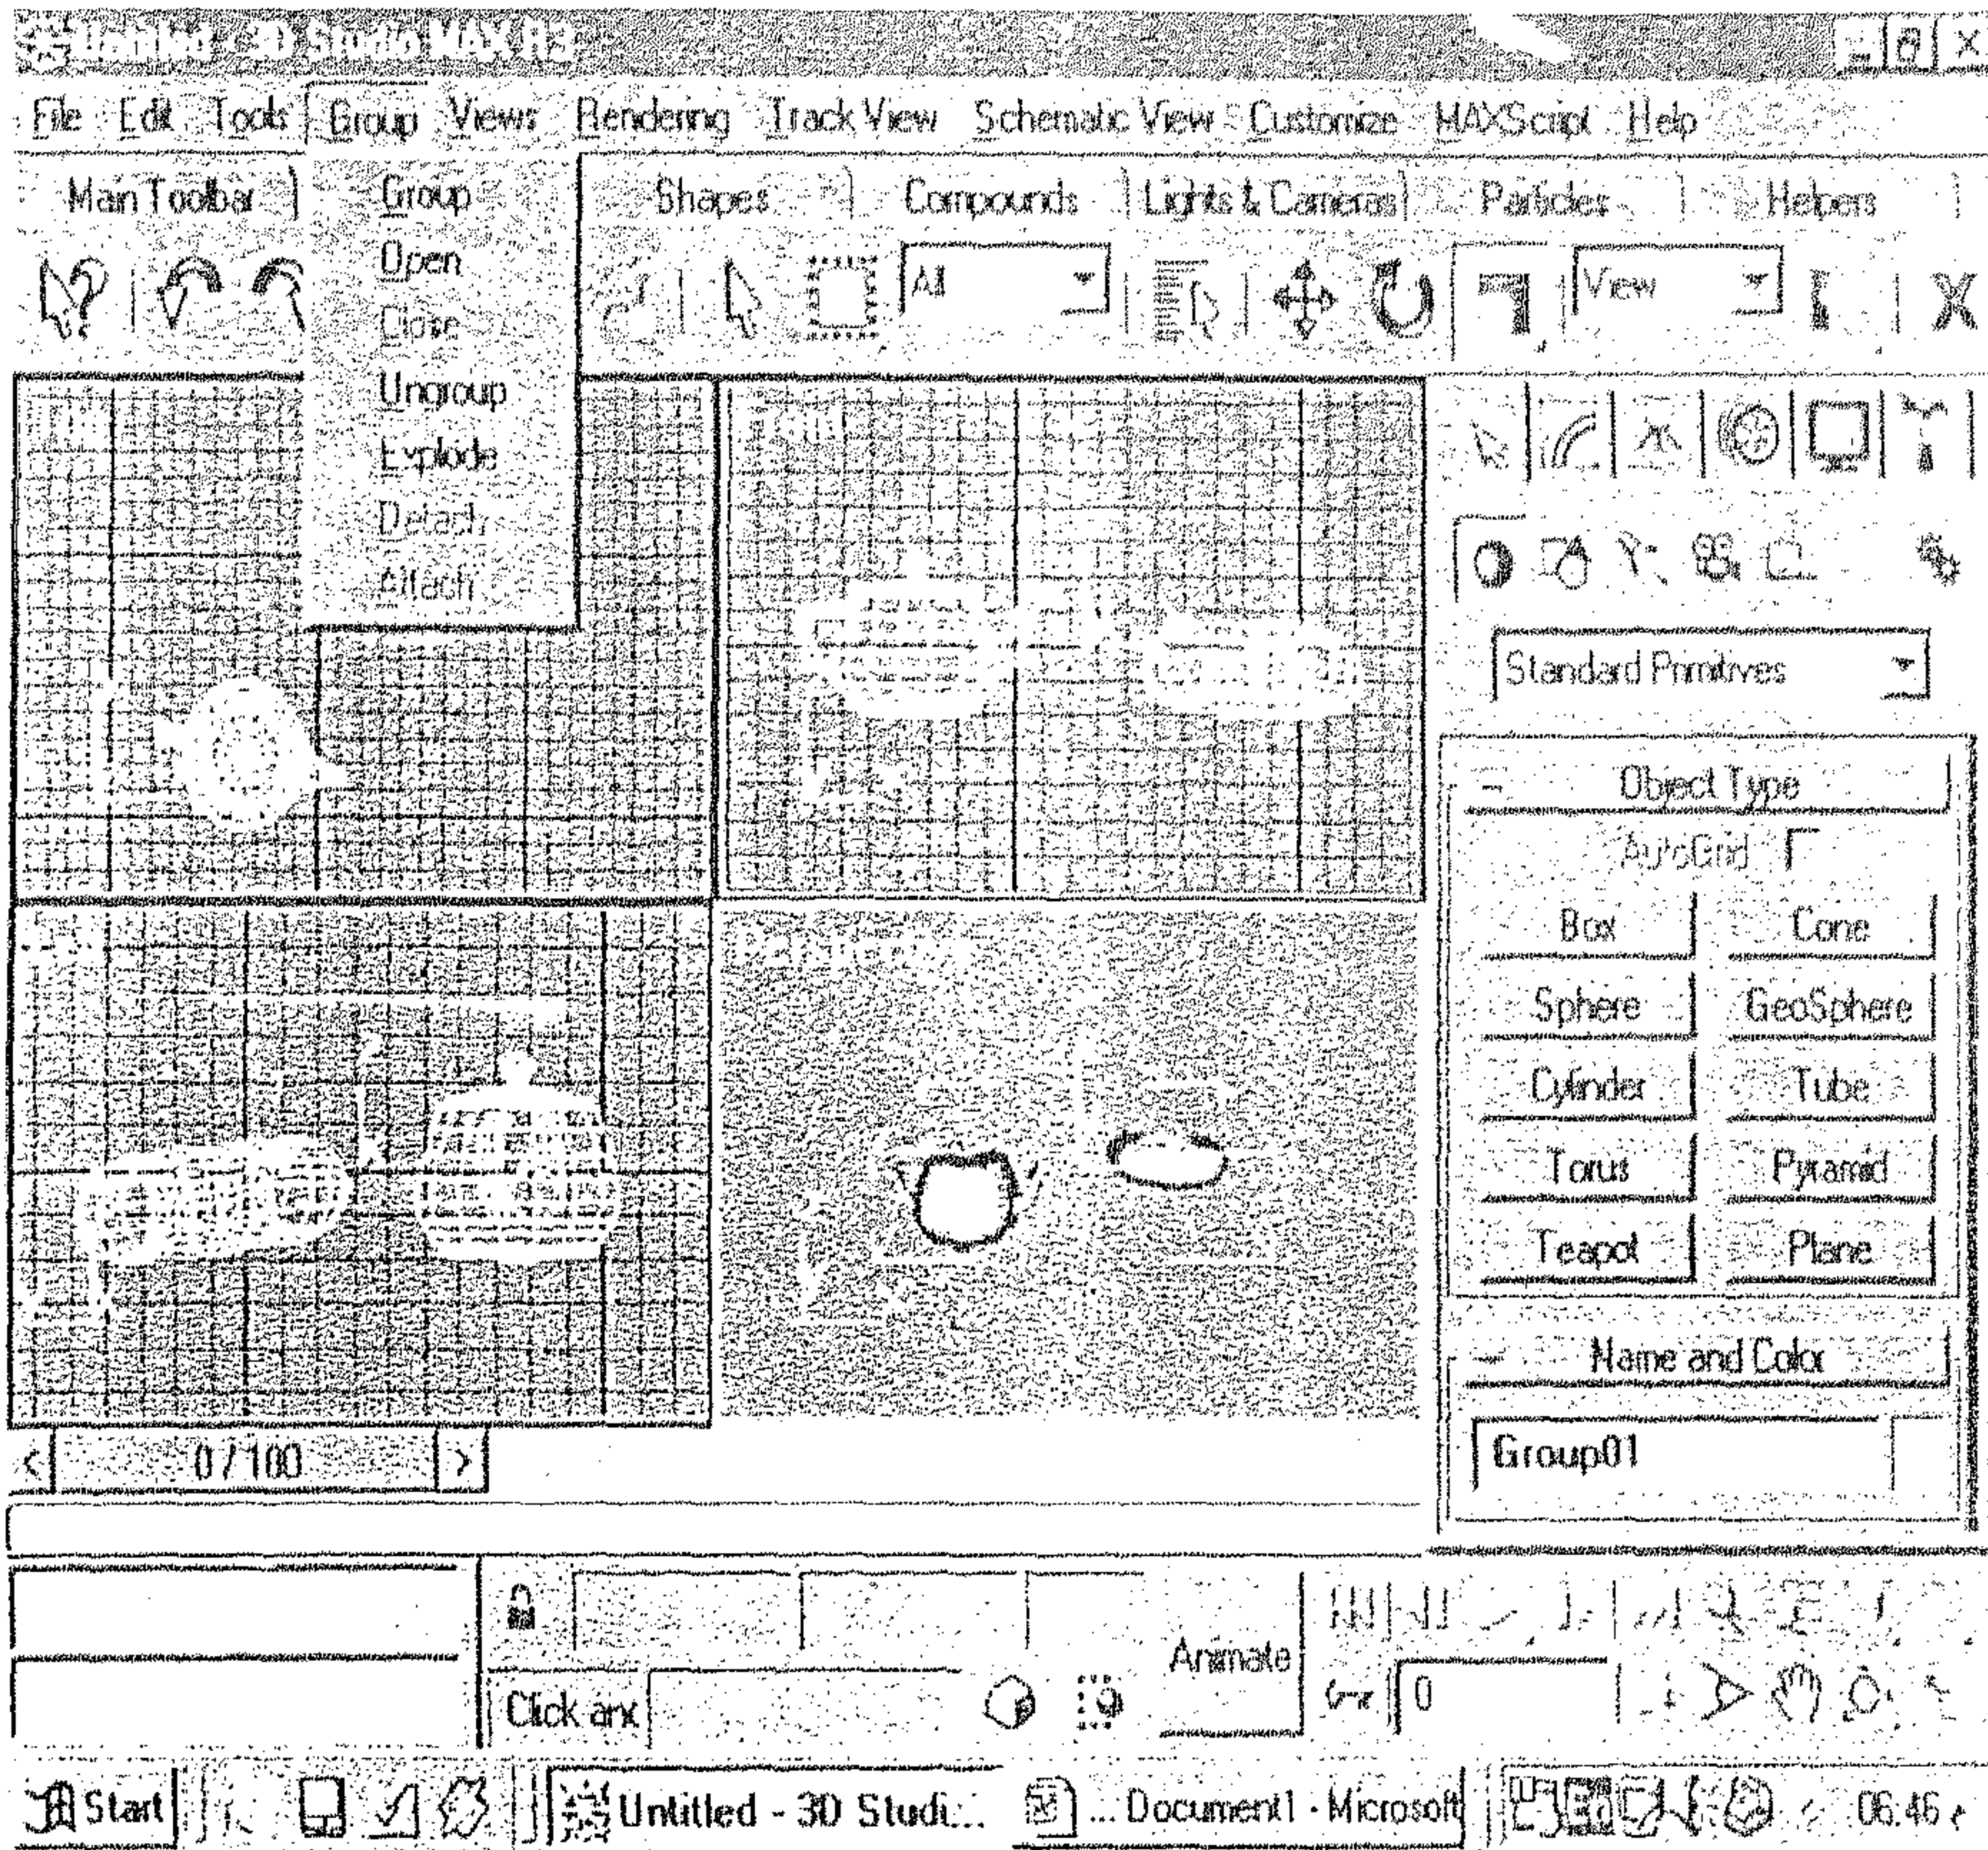 Untitled - 3D Studio MAX R3
File Edit Tools Group Views Rendering Track View Schematic View Customize MAXScript Help
Main Toolbar Shapes Compounds Lights & Cameras Particles Helpers
Group
Open
Close
Ungroup
Explode
Detach
Attach
All View
Standard Primitives
Object Type
AutoGrid
Box Cone
Sphere GeoSphere
Cylinder Tube
Torus Pyramid
Teapot Plane
Name and Color
Group01
0 / 100
Animate
Click and
0
Start Untitled - 3D Studi... ... Document1 - Microsoft 06:46